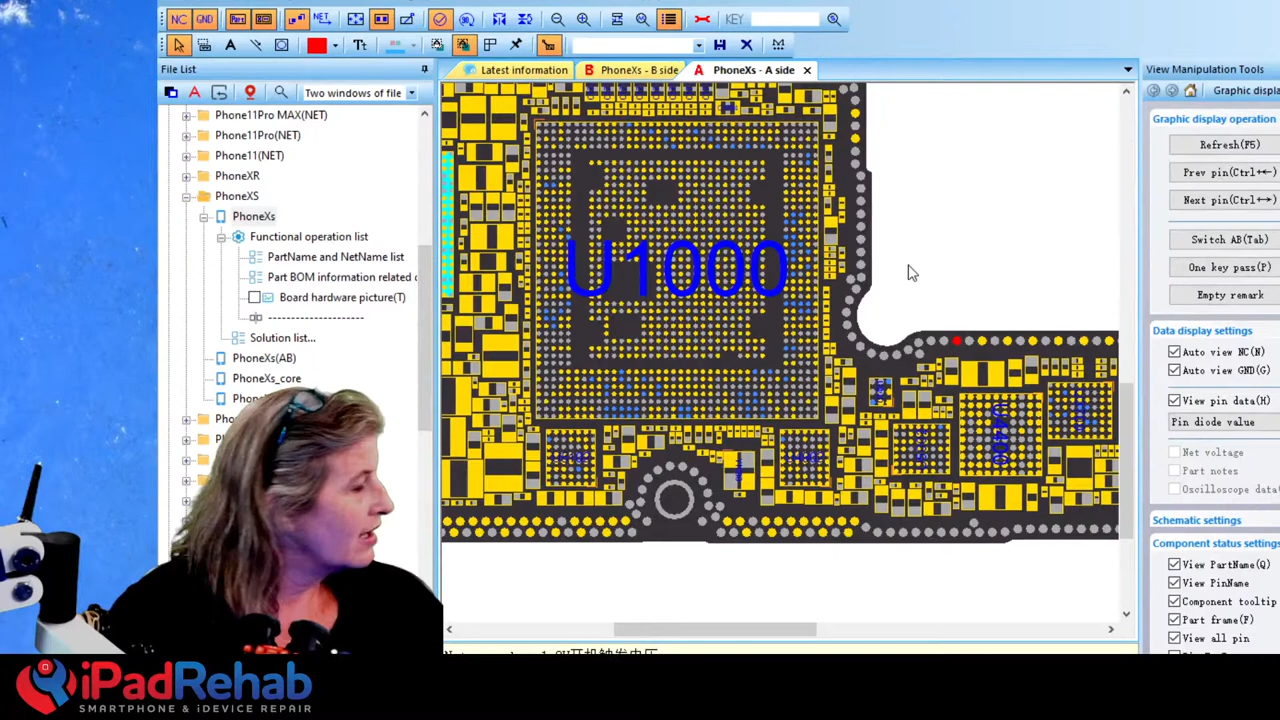 NC GND NET KEY
Tt
File List
View Manipulation Tools
Latest information
B PhoneXs - B side
A PhoneXs - A side
A Two windows of file
Graphic displa
Phone11Pro MAX(NET)
Phone11Pro(NET)
Phone11(NET)
PhoneXR
PhoneXS
PhoneXs
Functional operation list
PartName and NetName list
Part BOM information related
Board hardware picture(T)
--------------------
Solution list...
PhoneXs(AB)
PhoneXs_core
U1000
U4400
Graphic display operation
Refresh(F5)
Prev pin(Ctrl+←)
Next pin(Ctrl+→)
Switch AB(Tab)
One key pass(P)
Empty remark
Data display settings
Auto view NC(N)
Auto view GND(G)
View pin data(H)
Pin diode value
Net voltage
Part notes
Oscilloscope data
Schematic settings
Component status settings
View PartName(Q)
View PinName
Component tooltip
Part frame(F)
View all pin
iPadRehab
SMARTPHONE & iDEVICE REPAIR